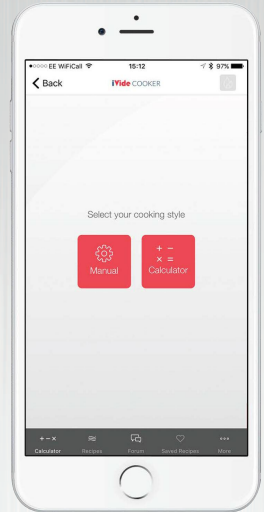 EE WiFiCall 15:12 97%
Back iVide COOKER
Select your cooking style
+ −
× =
Manual Calculator
+−×
Calculator Recipes Forum Saved Recipes More